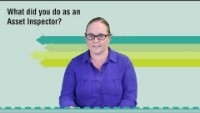 What did you do as an
Asset Inspector?